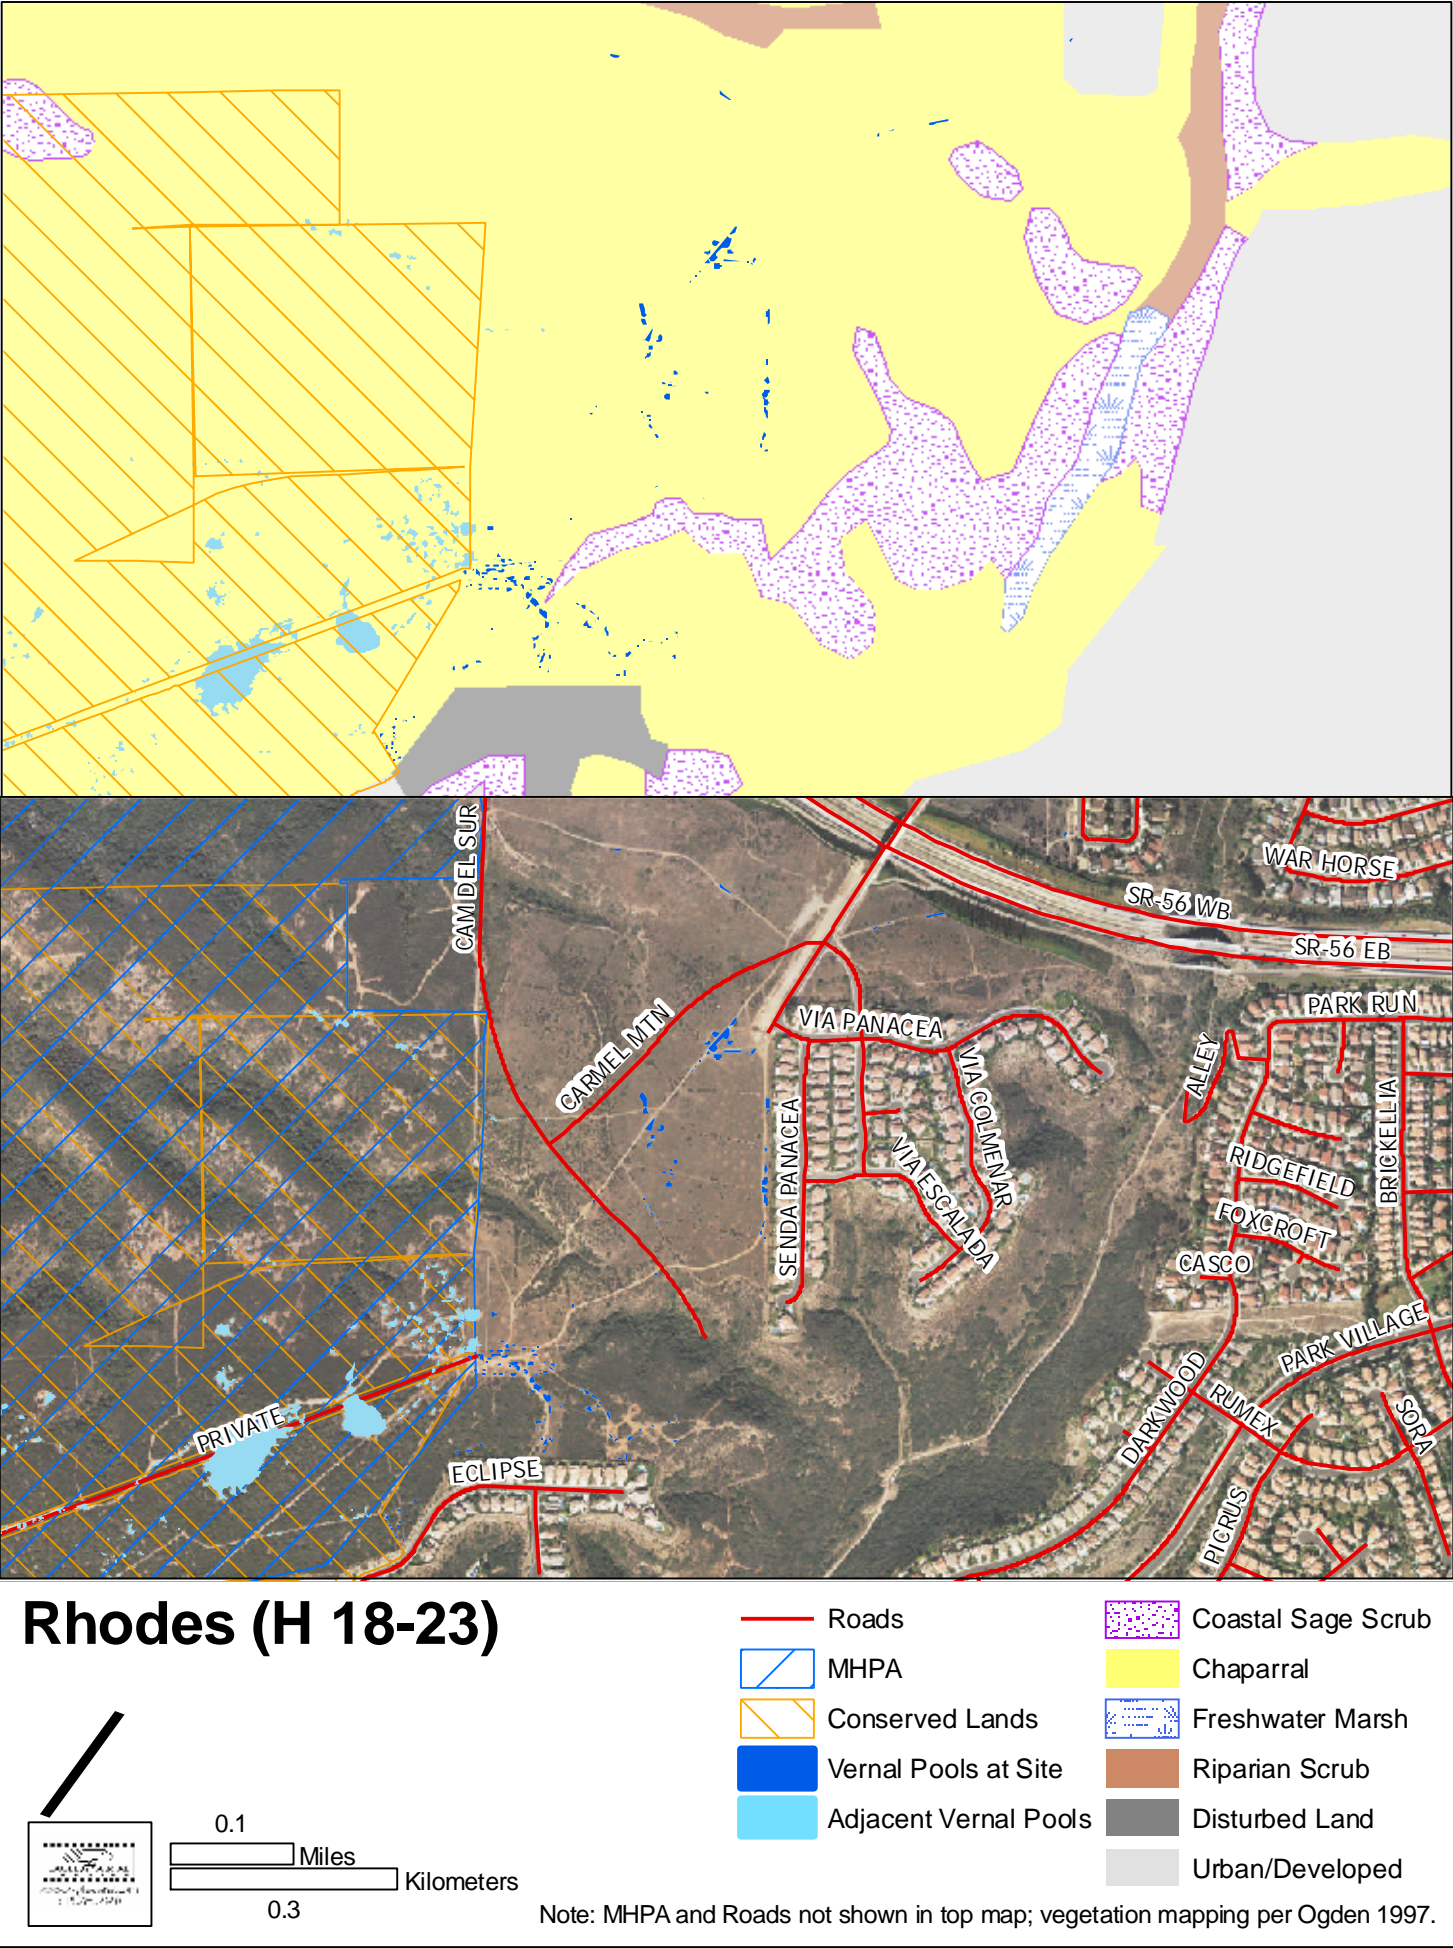 CAM DEL SUR
WAR HORSE
SR-56 WB
SR-56 EB
PARK RUN
CARMEL MTN
VIA PANACEA
ALLEY
VIA COLMENAR
BRICKELLIA
SENDA PANACEA
VIA ESCALADA
RIDGEFIELD
FOXCROFT
CASCO
PARK VILLAGE
DARKWOOD
RUMEX
SORA
PRIVATE
ECLIPSE
PICRUS
Rhodes (H 18-23)
Roads
MHPA
Conserved Lands
Vernal Pools at Site
Adjacent Vernal Pools
Coastal Sage Scrub
Chaparral
Freshwater Marsh
Riparian Scrub
Disturbed Land
Urban/Developed
0.1
Miles
Kilometers
0.3
Note: MHPA and Roads not shown in top map; vegetation mapping per Ogden 1997.